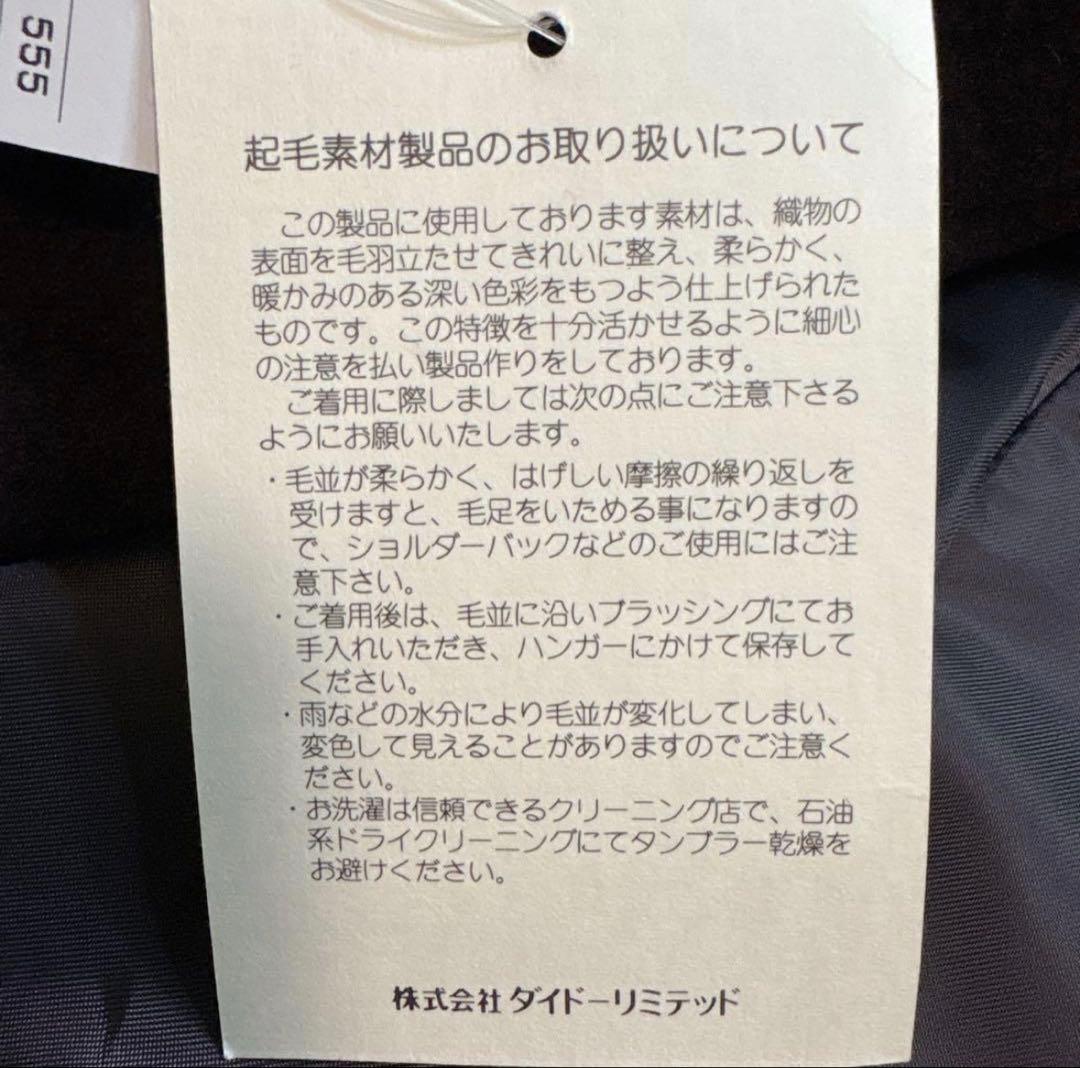 555
起毛素材製品のお取り扱いについて
この製品に使用しております素材は、織物の
表面を毛羽立たせてきれいに整え、柔らかく、
暖かみのある深い色彩をもつよう仕上げられた
ものです。この特徴を十分活かせるように細心
の注意を払い製品作りをしております。
ご着用に際しましては次の点にご注意下さる
ようにお願いいたします。
・毛並が柔らかく、はげしい摩擦の繰り返しを
受けますと、毛足をいためる事になりますの
で、ショルダーバックなどのご使用にはご注
意下さい。
・ご着用後は、毛並に沿いブラッシングにてお
手入れいただき、ハンガーにかけて保存して
ください。
・雨などの水分により毛並が変化してしまい、
変色して見えることがありますのでご注意く
ださい。
・お洗濯は信頼できるクリーニング店で、石油
系ドライクリーニングにてタンブラー乾燥を
お避けください。
株式会社 ダイドーリミテッド